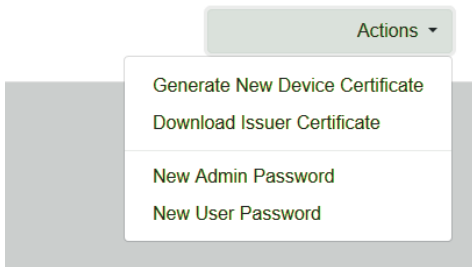 Actions
Generate New Device Certificate
Download Issuer Certificate
New Admin Password
New User Password